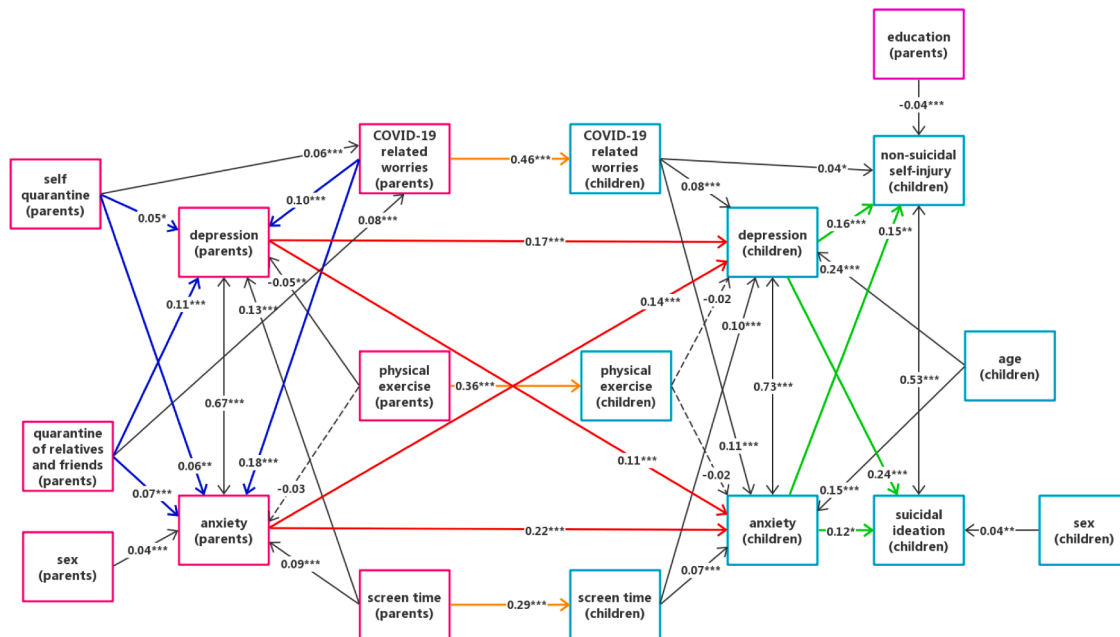 education
(parents)
-0.04***
COVID-19
related
worries
(parents)
0.46***
COVID-19
related
worries
(children)
0.04*
non-suicidal
self-injury
(children)
0.06***
self
quarantine
(parents)
0.05*
0.10***
0.08***
0.08***
0.16***
0.15**
depression
(parents)
0.17***
depression
(children)
0.24***
-0.05**
-0.02
0.11***
0.13***
0.14***
0.10***
physical
exercise
(parents)
0.36***
physical
exercise
(children)
0.73***
0.53***
age
(children)
0.67***
quarantine
of relatives
and friends
(parents)
0.06**
0.18***
0.11***
0.11***
-0.02
0.24***
0.07***
-0.03
0.15***
anxiety
(parents)
0.22***
anxiety
(children)
0.12*
suicidal
ideation
(children)
0.04**
sex
(children)
sex
(parents)
0.04***
0.09***
0.07***
screen time
(parents)
0.29***
screen time
(children)